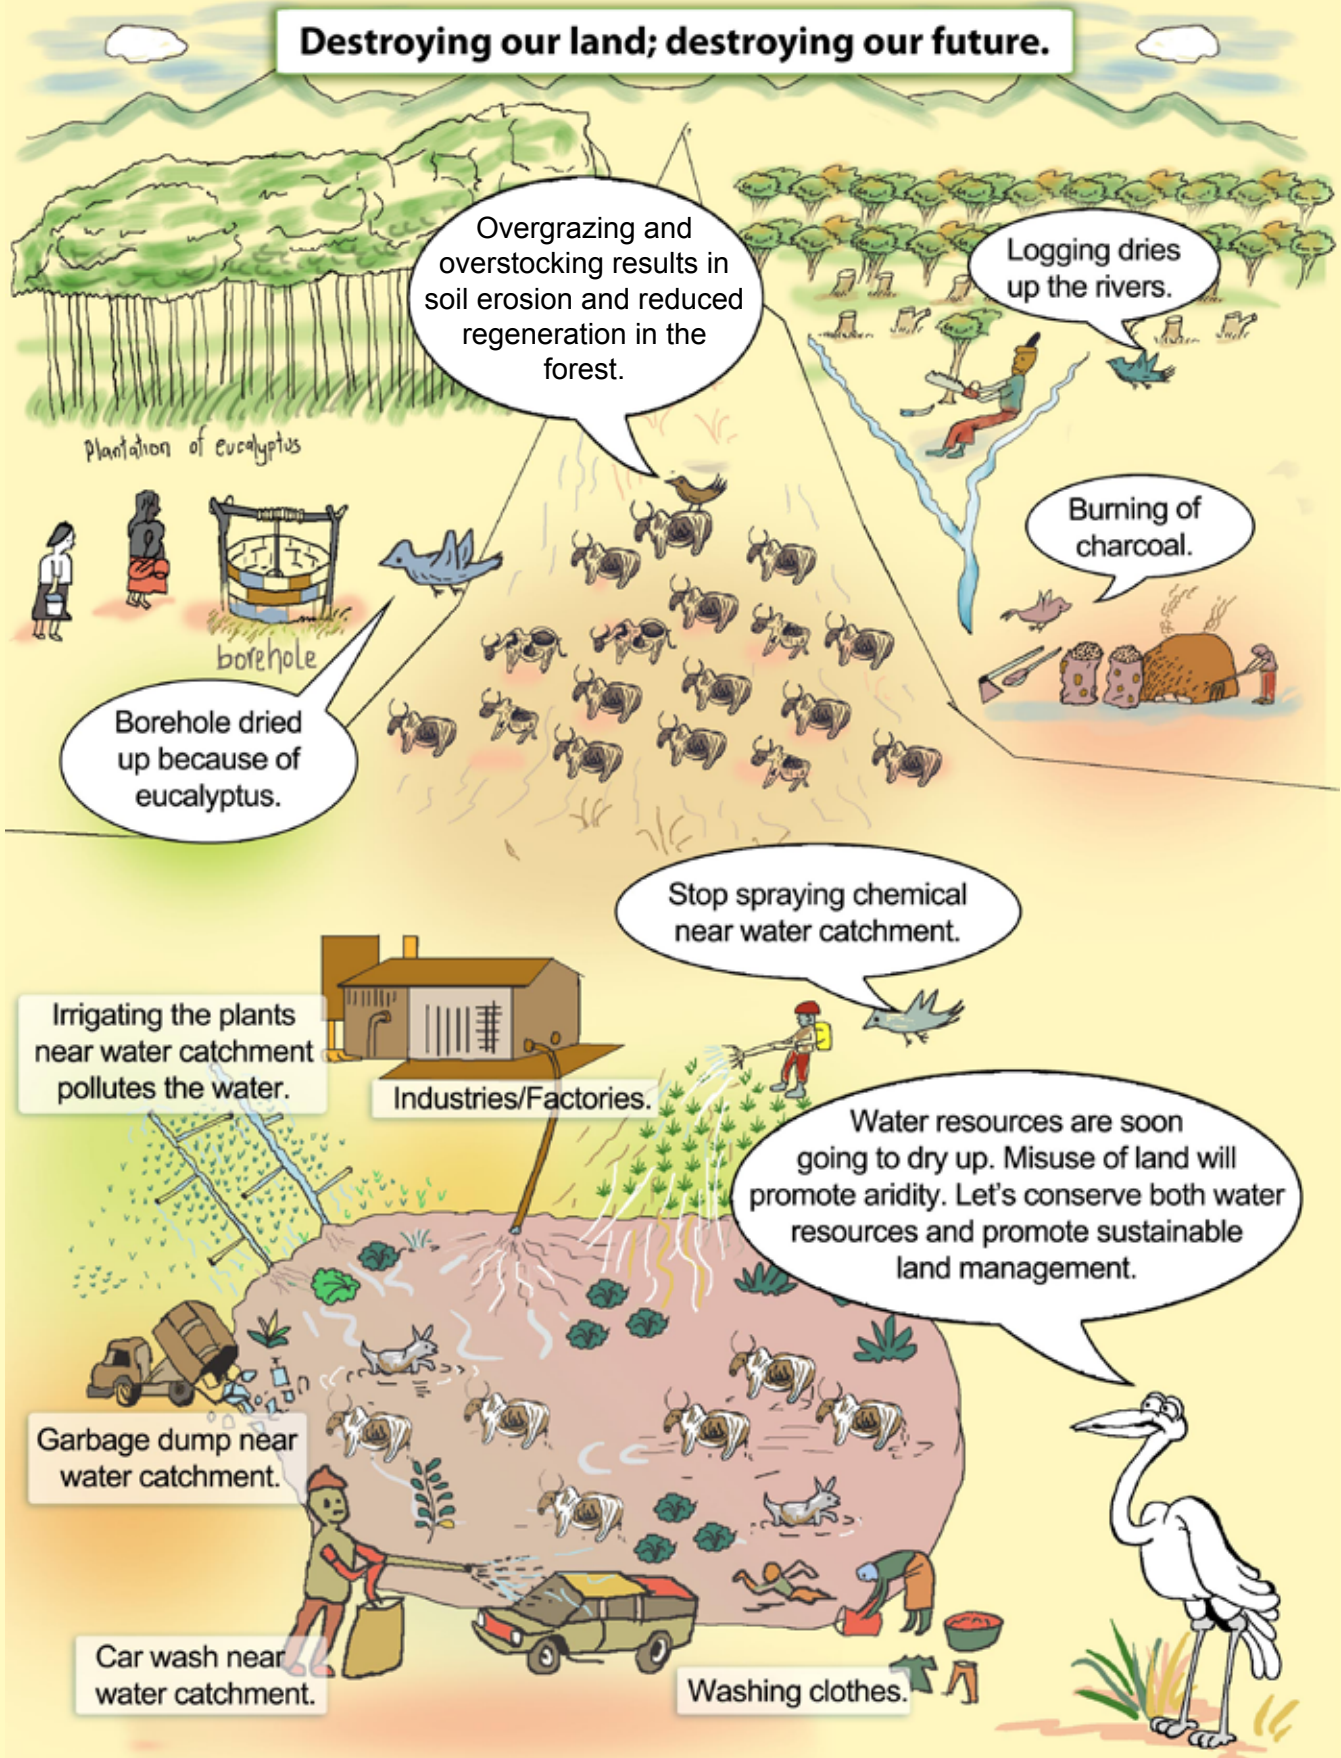 Destroying our land; destroying our future.
Overgrazing and
overstocking results in
soil erosion and reduced
regeneration in the
forest.
Logging dries
up the rivers.
Plantation of eucalyptus
Burning of
charcoal.
borehole
Borehole dried
up because of
eucalyptus.
Stop spraying chemical
near water catchment.
Irrigating the plants
near water catchment
pollutes the water.
Industries/Factories.
Water resources are soon
going to dry up. Misuse of land will
promote aridity. Let's conserve both water
resources and promote sustainable
land management.
Garbage dump near
water catchment.
Car wash near
water catchment.
Washing clothes.